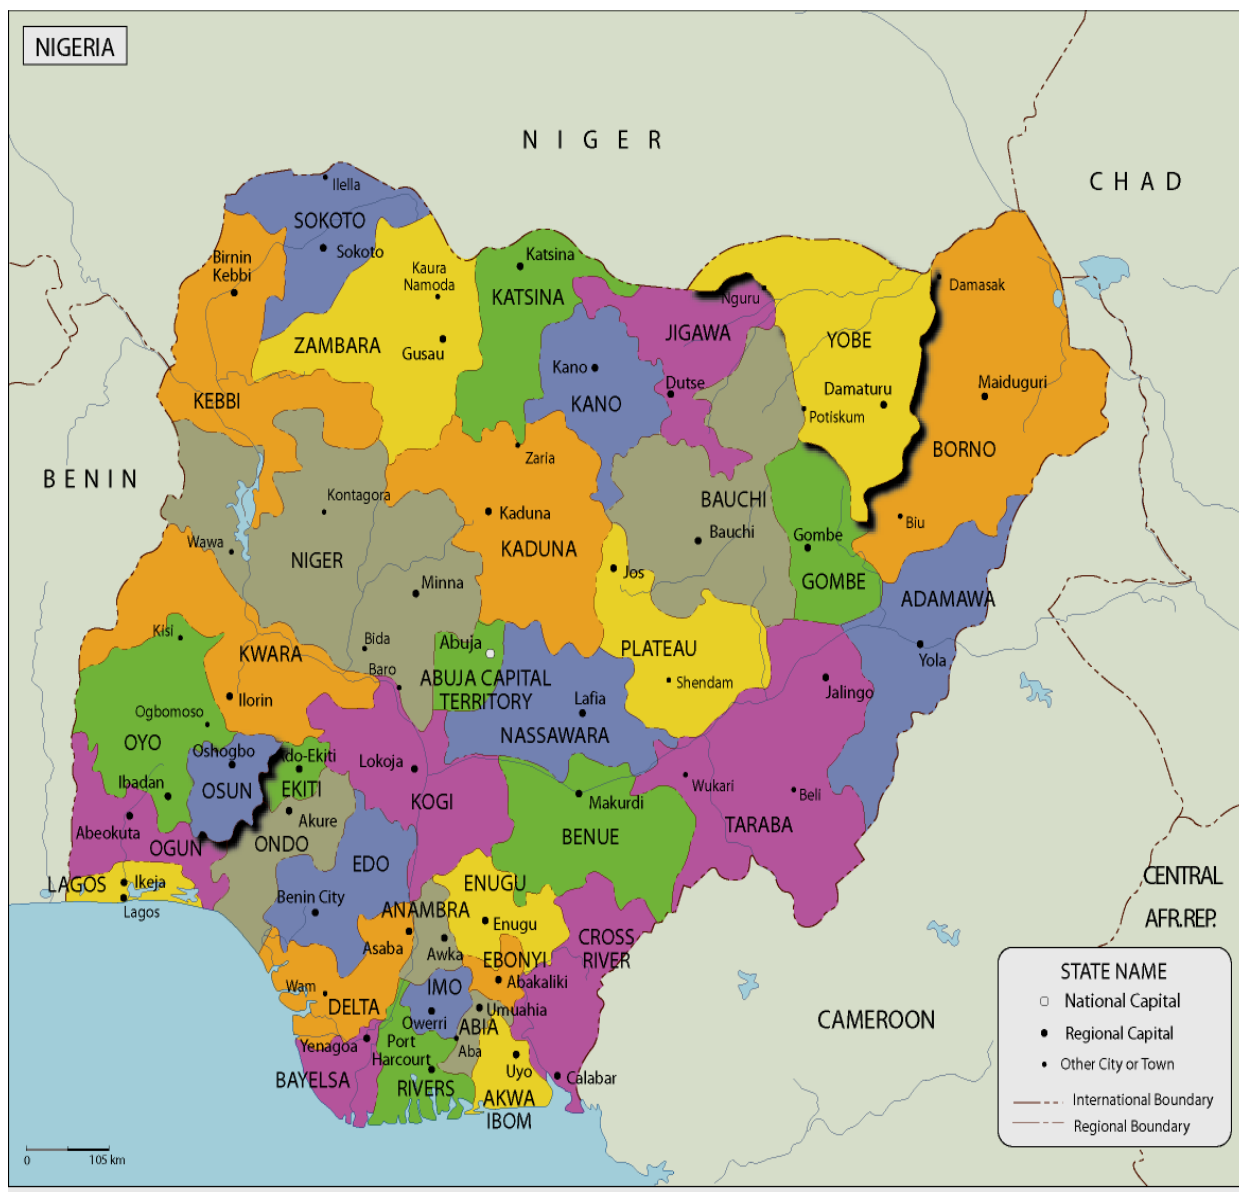 NIGERIA
NIGER
CHAD
Ilella
SOKOTO
Sokoto
Birnin
Kebbi
Kaura
Namoda
Katsina
KATSINA
Nguru
Damasak
ZAMBARA
Gusau
JIGAWA
YOBE
Kano
KANO
Dutse
Damaturu
Potiskum
Maiduguri
KEBBI
BORNO
BENIN
Zaria
Kontagora
Kaduna
KADUNA
BAUCHI
Bauchi
Biu
Wawa
NIGER
Gombe
GOMBE
Jos
Minna
ADAMAWA
Kisi
Bida
Baro
Abuja
ABUJA CAPITAL
TERRITORY
PLATEAU
Shendam
Yola
KWARA
Ilorin
Jalingo
Lafia
NASSAWARA
Ogbomoso
OYO
Oshogbo
OSUN
do-Ekiti
EKITI
Lokoja
KOGI
Ibadan
Makurdi
BENUE
Wukari
Beli
TARABA
Abeokuta
OGUN
Akure
ONDO
EDO
LAGOS
Ikeja
Lagos
Benin City
ENUGU
Enugu
ANAMBRA
Asaba
Awka
CROSS
RIVER
EBONYI
Abakaliki
Wam
DELTA
IMO
Owerri
Umuahia
ABIA
Aba
Yenagoa
BAYELSA
Port
Harcourt
RIVERS
Uyo
AKWA
IBOM
Calabar
CAMEROON
CENTRAL
AFR.REP.
STATE NAME
National Capital
Regional Capital
Other City or Town
International Boundary
Regional Boundary
0 105 km